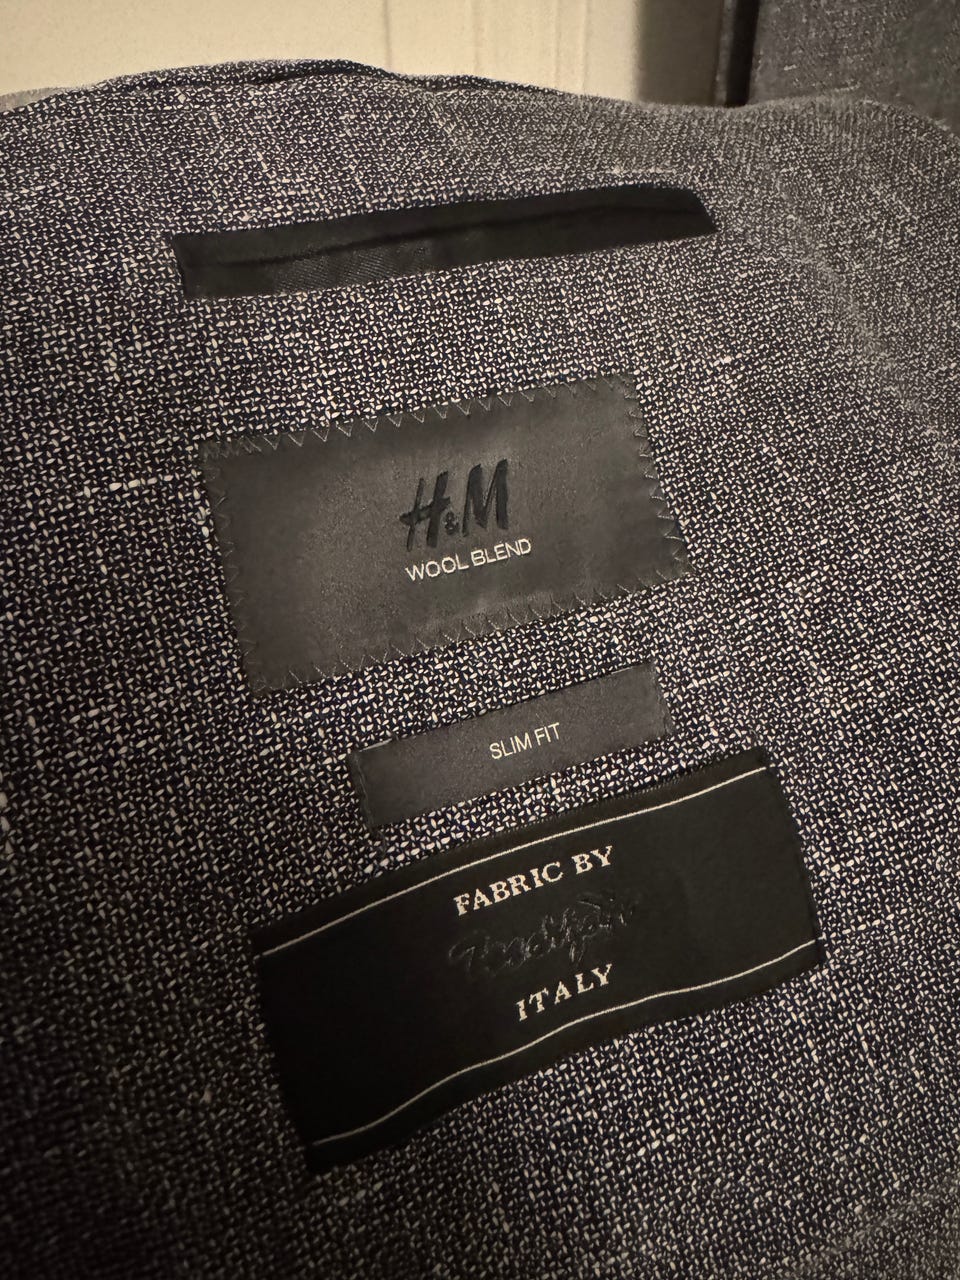 H&M
WOOL BLEND
SLIM FIT
FABRIC BY
ITALY